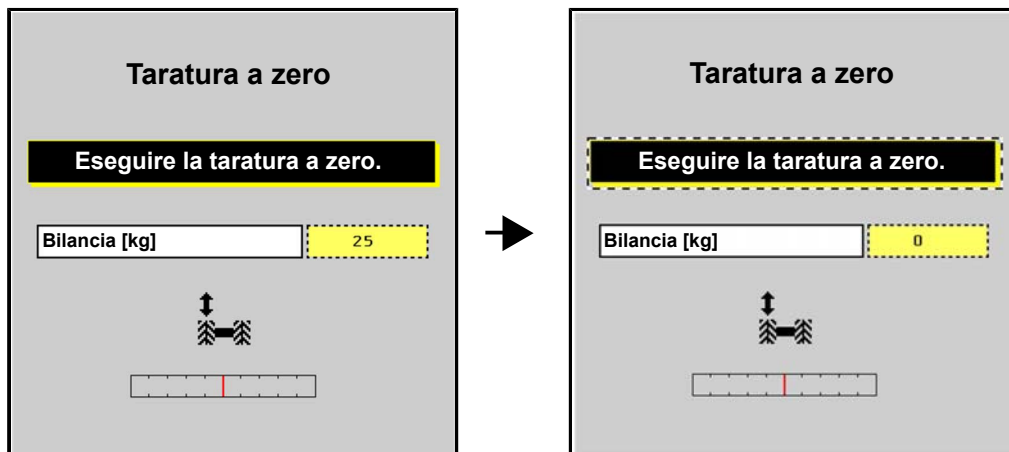 Taratura a zero
Eseguire la taratura a zero.
Bilancia [kg] 25
Taratura a zero
Eseguire la taratura a zero.
Bilancia [kg] 0